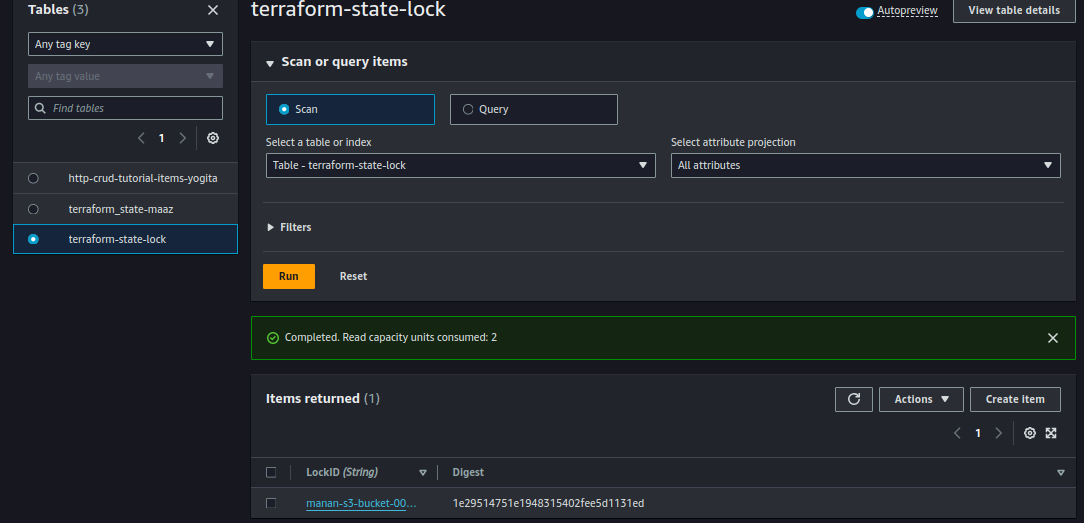 Tables (3)
Any tag key
Any tag value
Find tables
1
http-crud-tutorial-items-yogita
terraform_state-maaz
terraform-state-lock
terraform-state-lock
Autopreview
View table details
Scan or query items
Scan
Query
Select a table or index
Table - terraform-state-lock
Select attribute projection
All attributes
Filters
Run
Reset
Completed. Read capacity units consumed: 2
Items returned (1)
Actions
Create item
1
LockID (String)
Digest
manan-s3-bucket-00...
1e29514751e1948315402fee5d1131ed